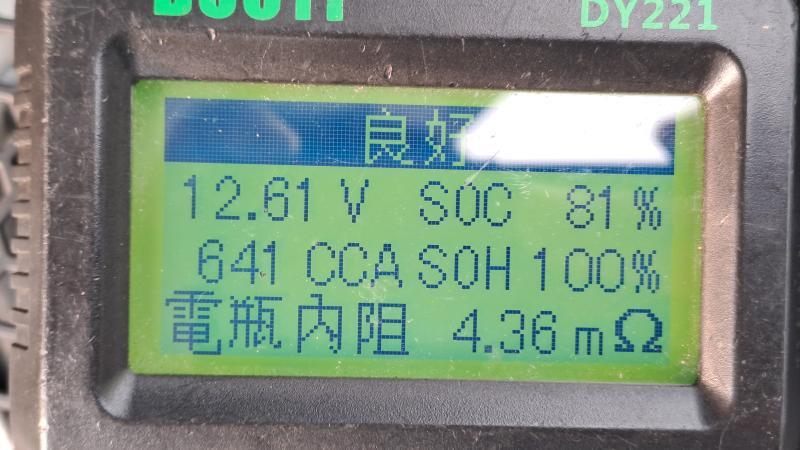 DY221
良好
12.61 V SOC 81%
641 CCA SOH 100%
電瓶內阻 4.36 mΩ